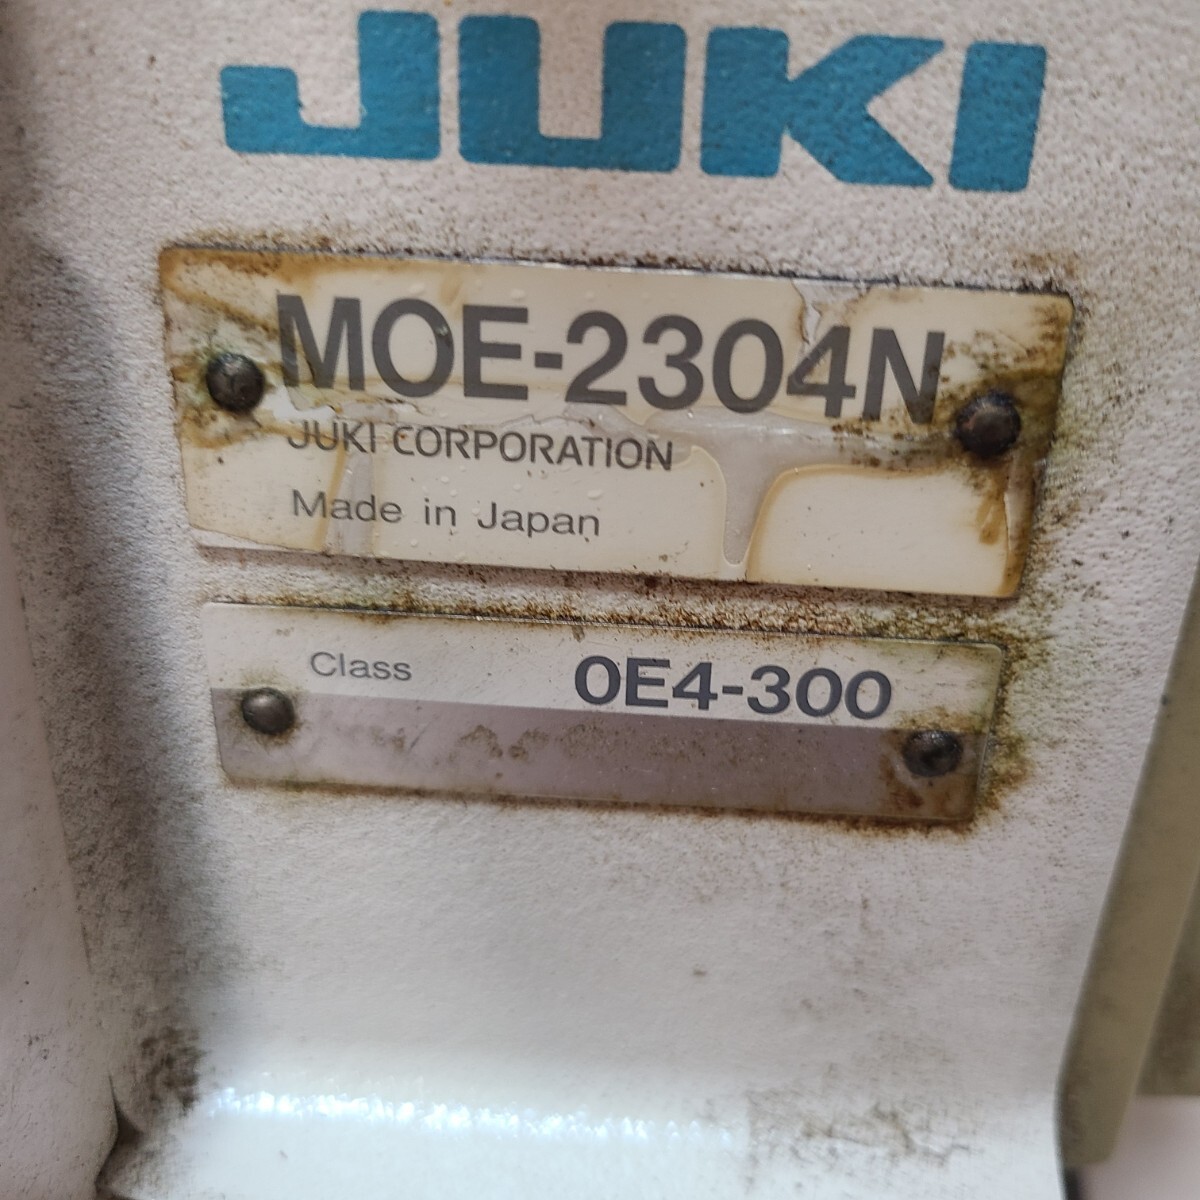 JUKI
MOE-2304N
JUKI CORPORATION
Made in Japan
Class 0E4-300